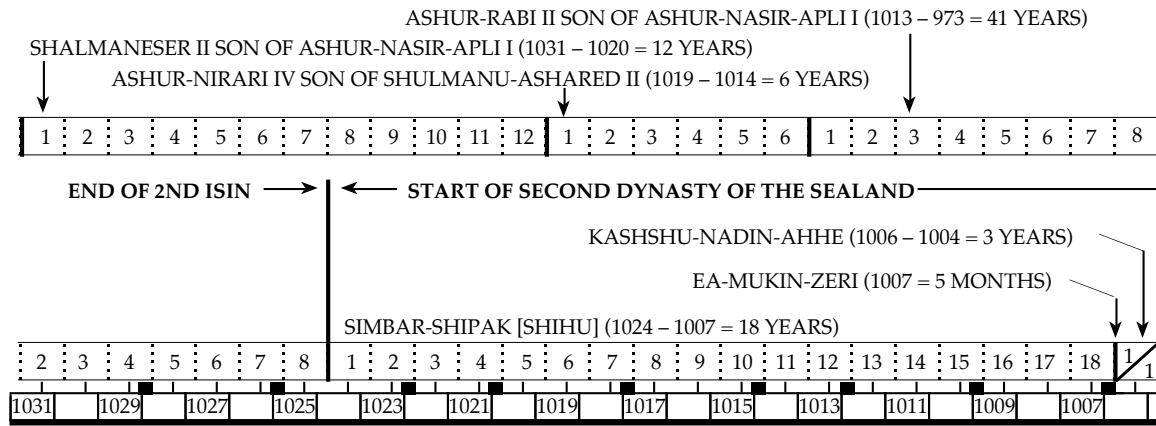 ASHUR-RABI II SON OF ASHUR-NASIR-APLI I (1013 – 973 = 41 YEARS)
SHALMANESER II SON OF ASHUR-NASIR-APLI I (1031 – 1020 = 12 YEARS)
ASHUR-NIRARI IV SON OF SHULMANU-ASHARED II (1019 – 1014 = 6 YEARS)
1 2 3 4 5 6 7 8 9 10 11 12 1 2 3 4 5 6 1 2 3 4 5 6 7 8
END OF 2ND ISIN START OF SECOND DYNASTY OF THE SEALAND
KASHSHU-NADIN-AHHE (1006 – 1004 = 3 YEARS)
EA-MUKIN-ZERI (1007 = 5 MONTHS)
SIMBAR-SHIPAK [SHIHU] (1024 – 1007 = 18 YEARS)
2 3 4 5 6 7 8 1 2 3 4 5 6 7 8 9 10 11 12 13 14 15 16 17 18 1 1
1031 1029 1027 1025 1023 1021 1019 1017 1015 1013 1011 1009 1007